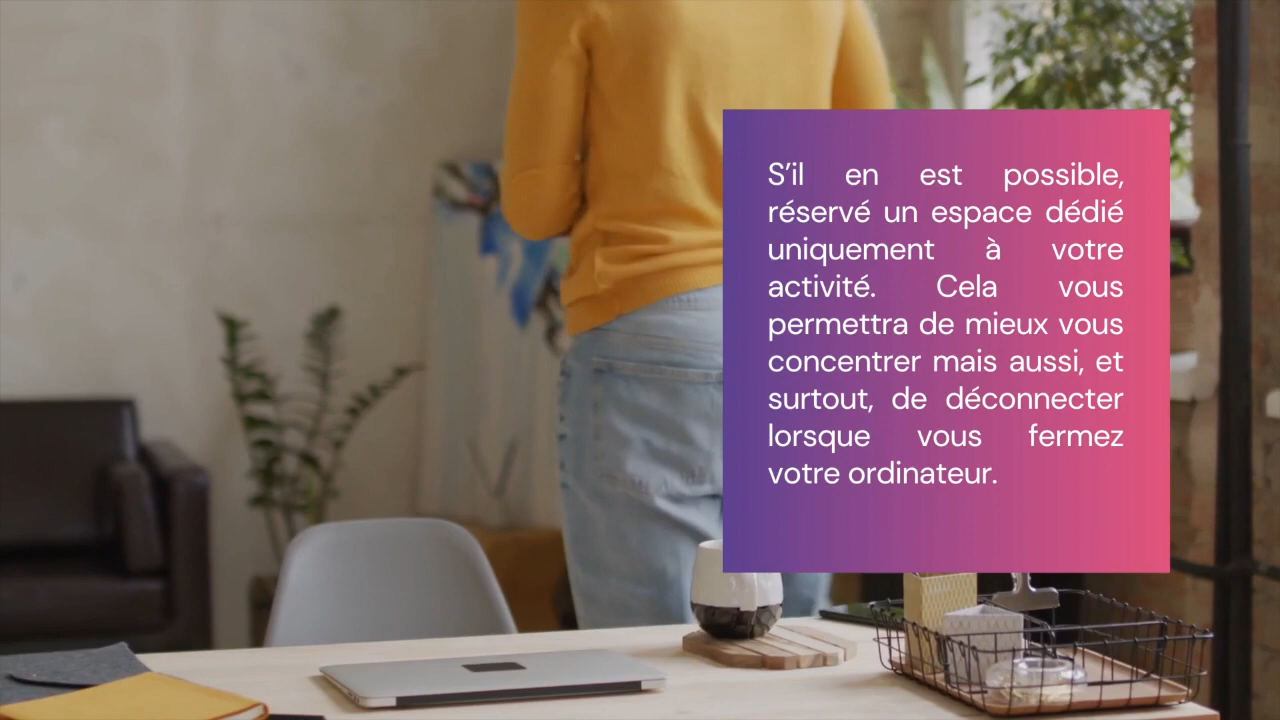 S’il en est possible,
réservé un espace dédié
uniquement à votre
activité. Cela vous
permettra de mieux vous
concentrer mais aussi, et
surtout, de déconnecter
lorsque vous fermez
votre ordinateur.